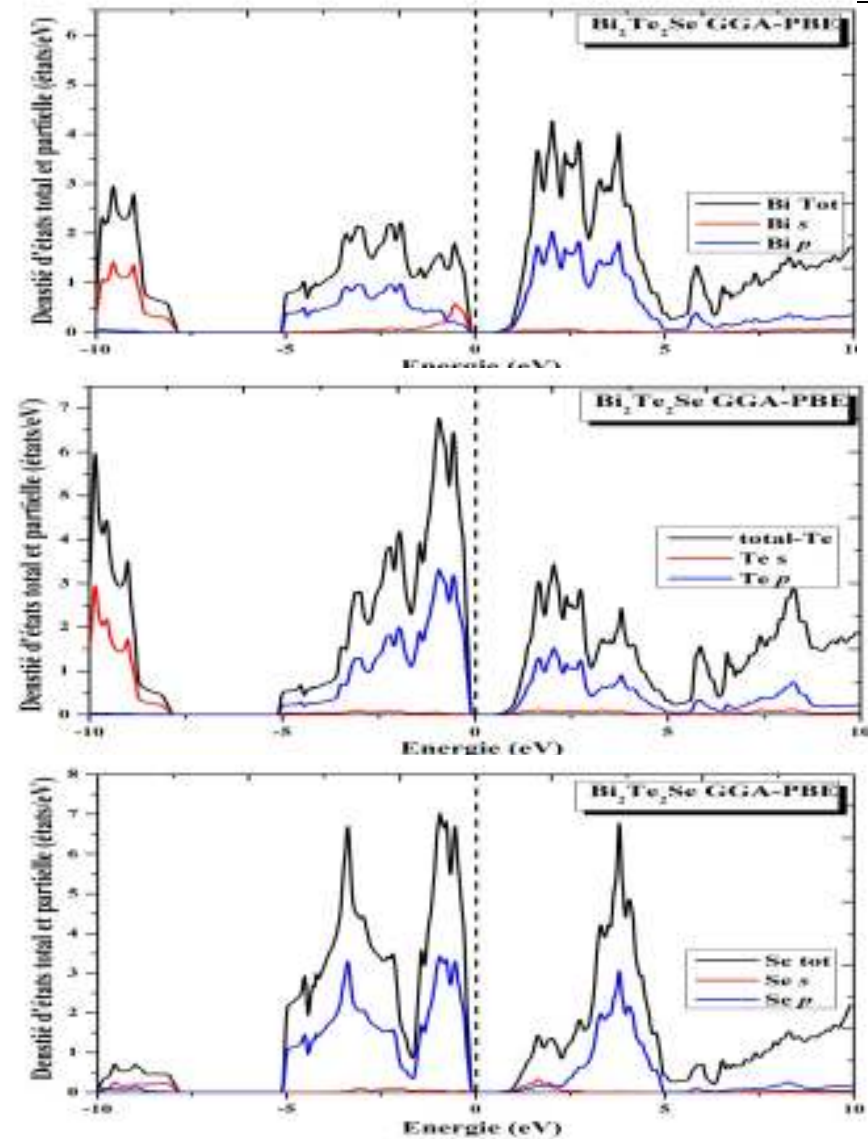 Bi₂Te₂Se GGA-PBE
Denstié d'états total et partielle (états/eV)
6
5
4
3
2
1
0
Bi Tot
Bi s
Bi p
-10
-5
0
5
10
Energie (eV)
Bi₂Te₂Se GGA-PBE
Denstié d'états total et partielle (états/eV)
7
6
5
4
3
2
1
0
total-Te
Te s
Te p
-10
-5
0
5
10
Energie (eV)
Bi₂Te₂Se GGA-PBE
Denstié d'états total et partielle (états/eV)
8
7
6
5
4
3
2
1
0
Se tot
Se s
Se p
-10
-5
0
5
10
Energie (eV)